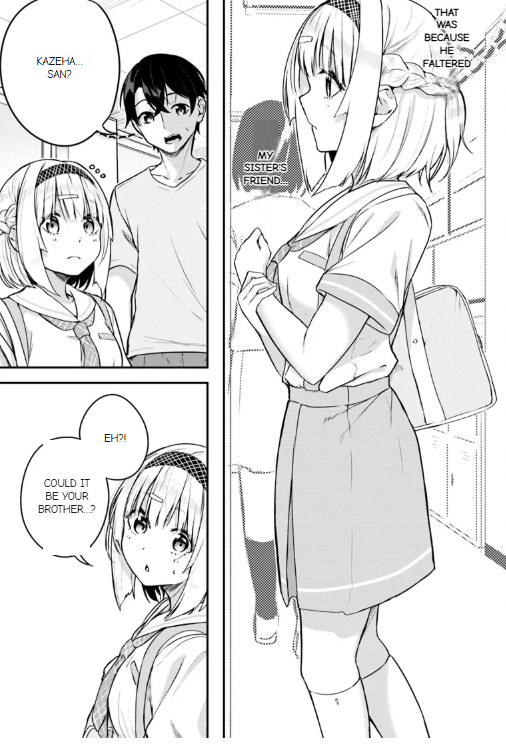 THAT
WAS
BECAUSE
HE
FALTERED
MY
SISTER'S
FRIEND...
KAZEHA...
SAN?
EH?!
COULD IT
BE YOUR
BROTHER...?